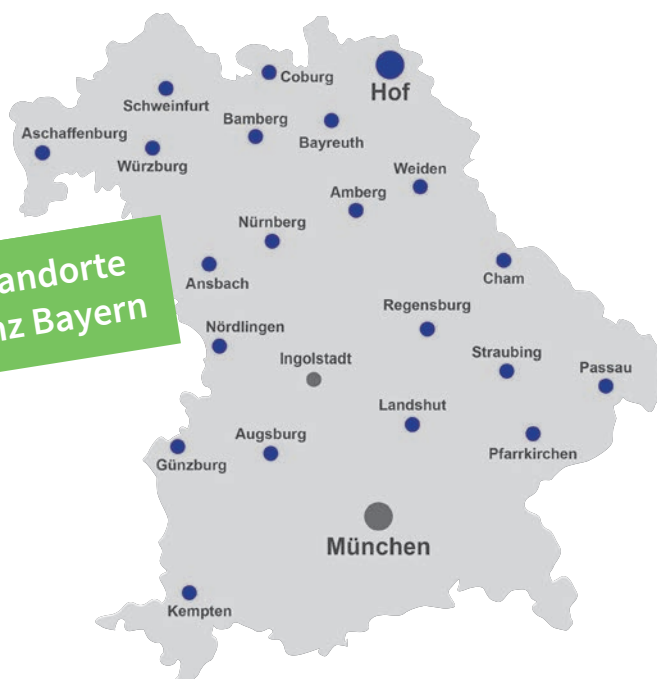 Coburg
Hof
Schweinfurt
Bamberg
Aschaffenburg
Bayreuth
Würzburg
Weiden
Amberg
Nürnberg
andorte
nz Bayern
Ansbach
Cham
Regensburg
Nördlingen
Straubing
Ingolstadt
Passau
Landshut
Augsburg
Pfarrkirchen
Günzburg
München
Kempten